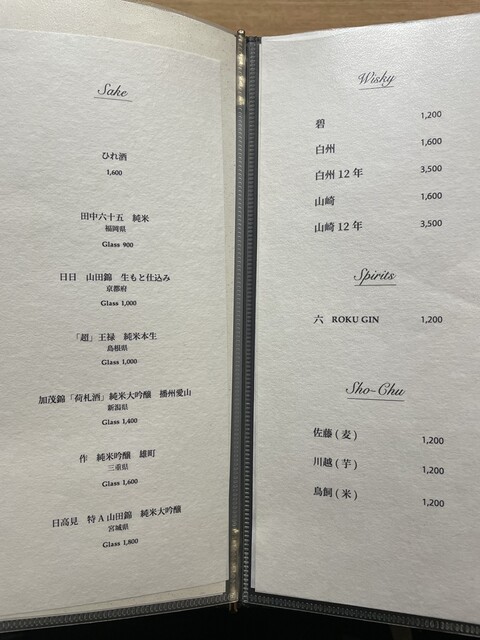 Sake
ひれ酒
1,600
田中六十五 純米
福岡県
Glass 900
日日 山田錦 生もと仕込み
京都府
Glass 1,000
「超」王禄 純米本生
島根県
Glass 1,000
加茂錦「荷札酒」純米大吟醸 播州愛山
新潟県
Glass 1,400
作 純米吟醸 雄町
三重県
Glass 1,600
日高見 特A山田錦 純米大吟醸
宮城県
Glass 1,800
Wisky
碧 1,200
白州 1,600
白州 12 年 3,500
山崎 1,600
山崎 12 年 3,500
Spirits
六 ROKU GIN 1,200
Sho-Chu
佐藤 ( 麦 ) 1,200
川越 ( 芋 ) 1,200
鳥飼 ( 米 ) 1,200